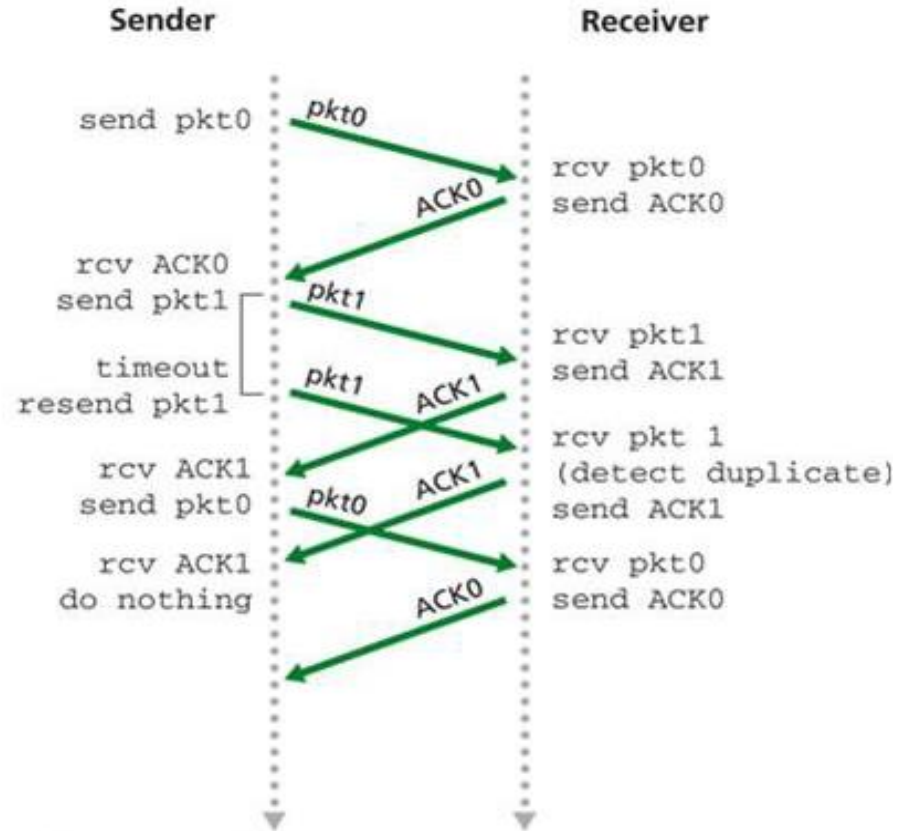 Sender
Receiver
send pkt0
pkt0
rcv pkt0
send ACK0
ACK0
rcv ACK0
send pkt1
pkt1
rcv pkt1
send ACK1
timeout
resend pkt1
pkt1
ACK1
rcv pkt 1
(detect duplicate)
send ACK1
rcv ACK1
send pkt0
pkt0
ACK1
rcv ACK1
do nothing
rcv pkt0
send ACK0
ACK0